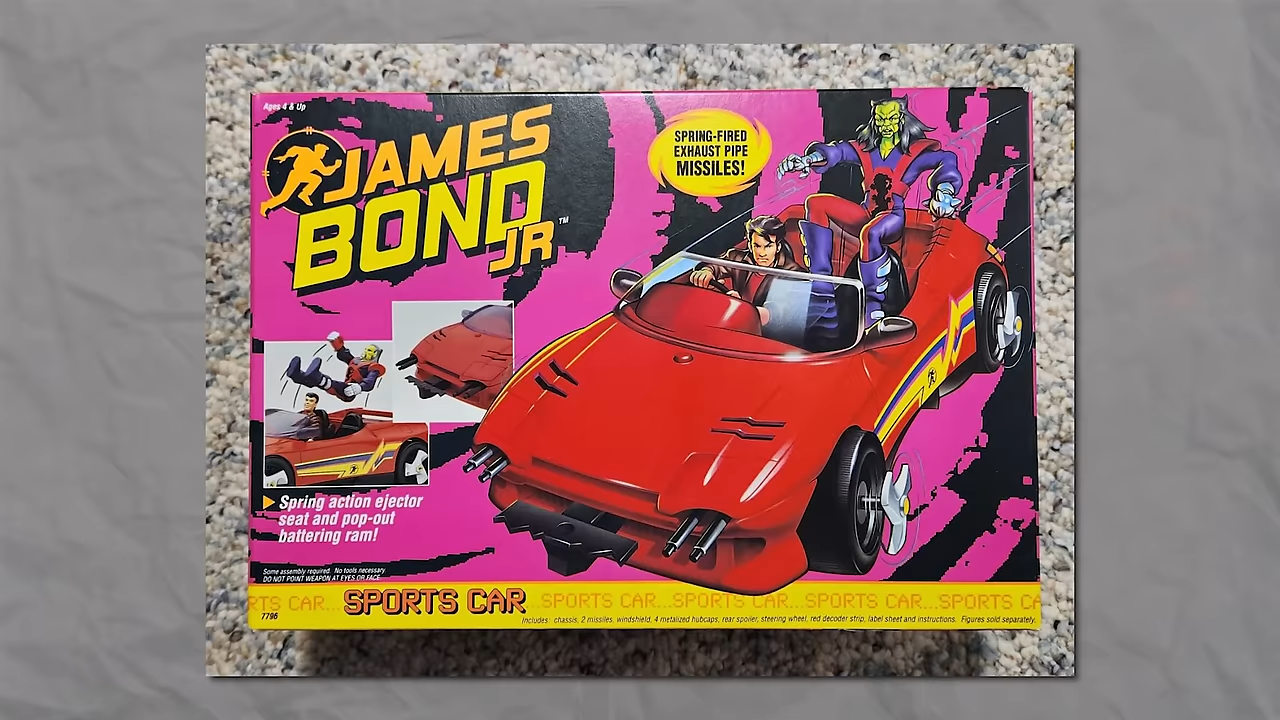 Ages 4 & Up
JAMES
BOND
JR™
SPRING-FIRED
EXHAUST PIPE
MISSILES!
Spring action ejector
seat and pop-out
battering ram!
Some assembly required. No tools necessary.
DO NOT POINT WEAPON AT EYES OR FACE.
RTS CAR... SPORTS CAR ...SPORTS CAR...SPORTS CAR...SPORTS CAR...SPORTS CA
7796
Includes: chassis, 2 missiles, windshield, 4 metalized hubcaps, rear spoiler, steering wheel, red decoder strip, label sheet and instructions. Figures sold separately.